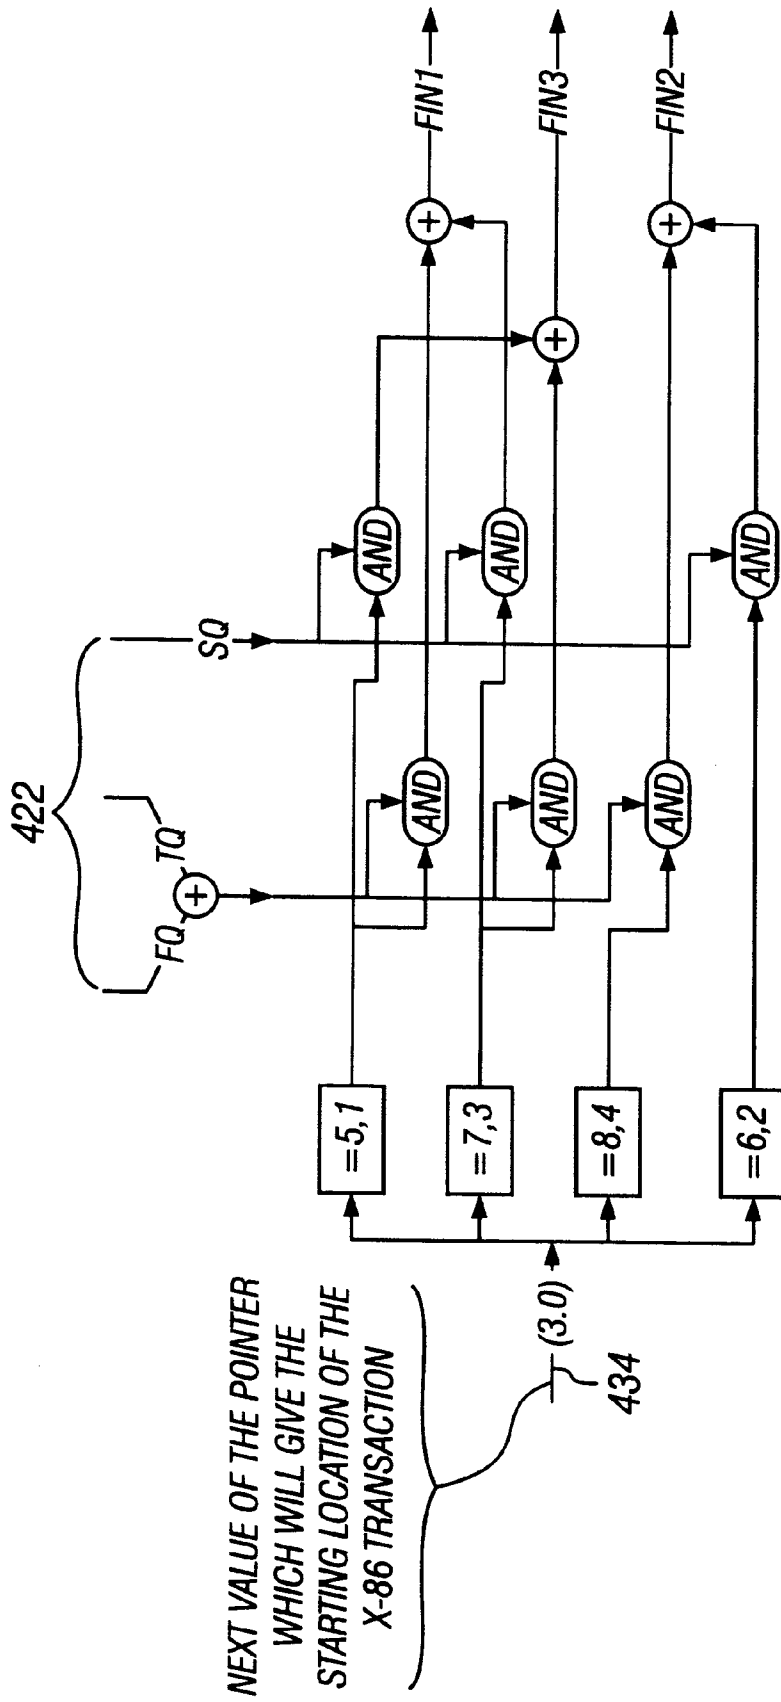 NEXT VALUE OF THE POINTER
WHICH WILL GIVE THE
STARTING LOCATION OF THE
X-86 TRANSACTION
434
(3.0)
=5,1
=7,3
=8,4
=6,2
422
FQ
+
TQ
SQ
AND
AND
AND
AND
AND
AND
+
+
+
FIN1
FIN3
FIN2